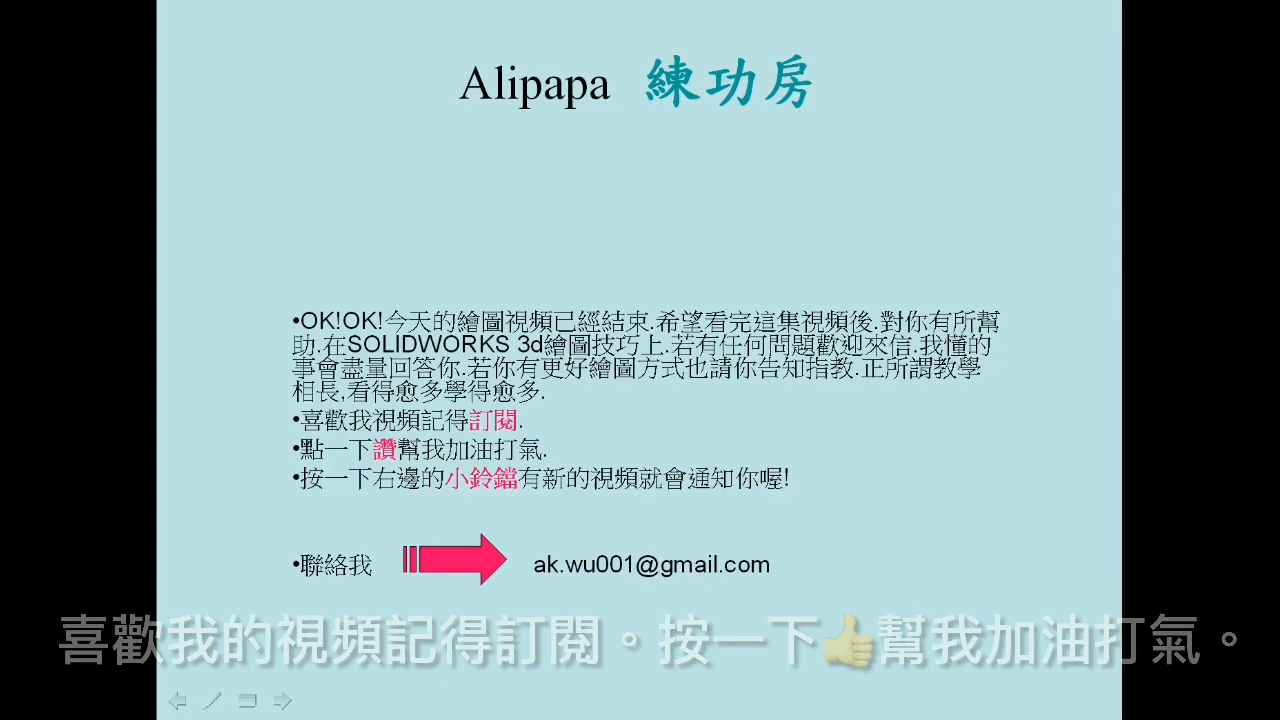 Alipapa 練功房
•OK!OK!今天的繪圖視頻已經結束.希望看完這集視頻後.對你有所幫
助.在SOLIDWORKS 3d繪圖技巧上.若有任何問題歡迎來信.我懂的
事會盡量回答你.若你有更好繪圖方式也請你告知指教.正所謂教學
相長,看得愈多學得愈多.
•喜歡我視頻記得訂閱.
•點一下讚幫我加油打氣.
•按一下右邊的小鈴鐺有新的視頻就會通知你喔!
•聯絡我 ak.wu001@gmail.com
喜歡我的視頻記得訂閱。按一下👍幫我加油打氣。